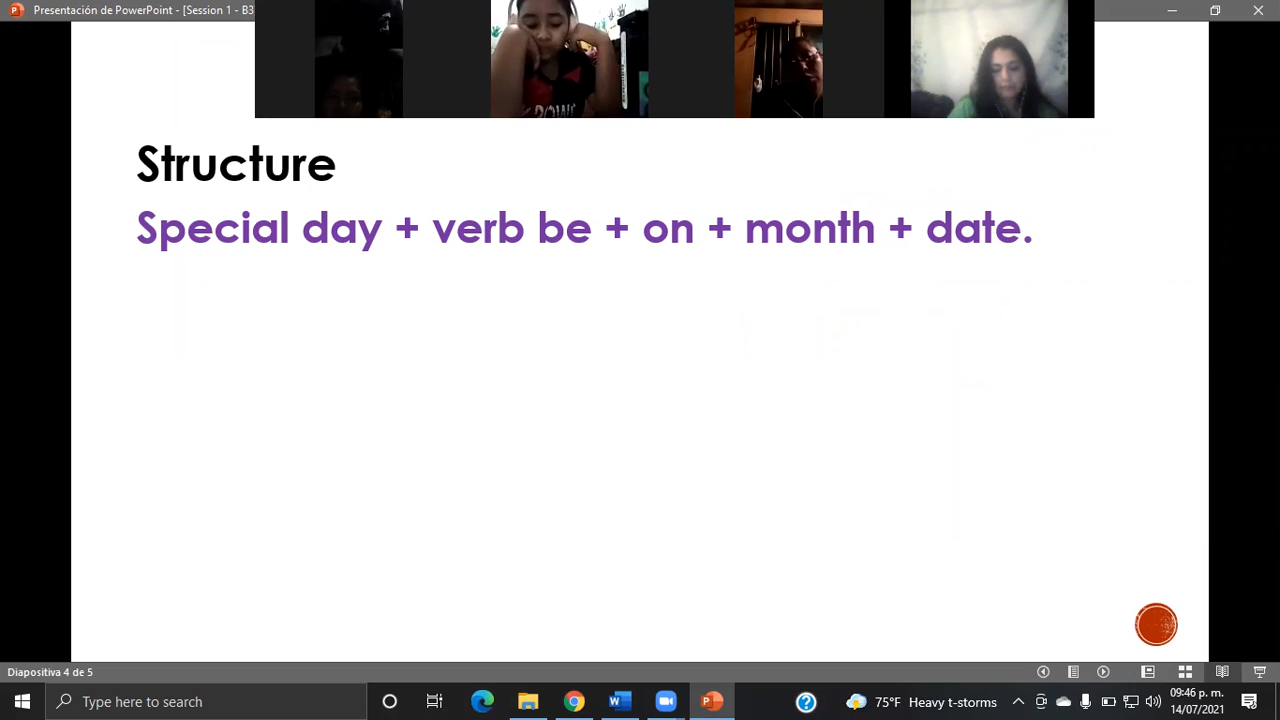 Presentación de PowerPoint - [Session 1 - B3
Structure
Special day + verb be + on + month + date.
Diapositiva 4 de 5
Type here to search
75°F Heavy t-storms
09:46 p. m.
14/07/2021